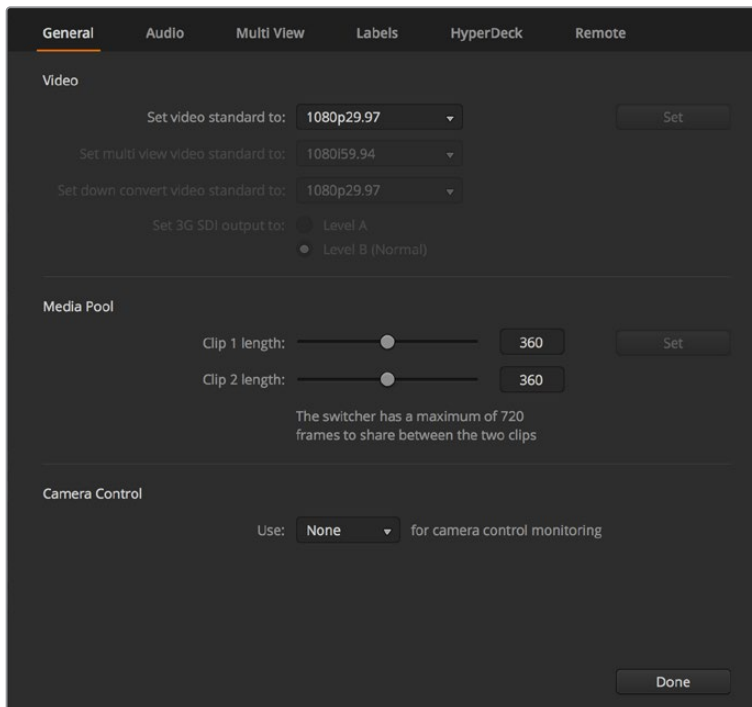 General Audio Multi View Labels HyperDeck Remote
Video
Set video standard to: 1080p29.97 Set
Set multi view video standard to: 1080i59.94
Set down convert video standard to: 1080p29.97
Set 3G SDI output to: Level A
Level B (Normal)
Media Pool
Clip 1 length: 360 Set
Clip 2 length: 360
The switcher has a maximum of 720
frames to share between the two clips
Camera Control
Use: None for camera control monitoring
Done